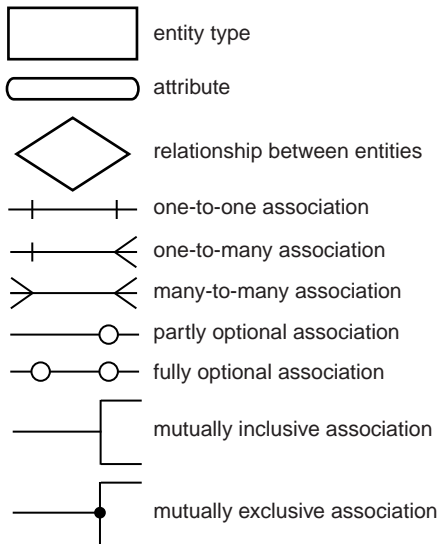 entity type
attribute
relationship between entities
one-to-one association
one-to-many association
many-to-many association
partly optional association
fully optional association
mutually inclusive association
mutually exclusive association